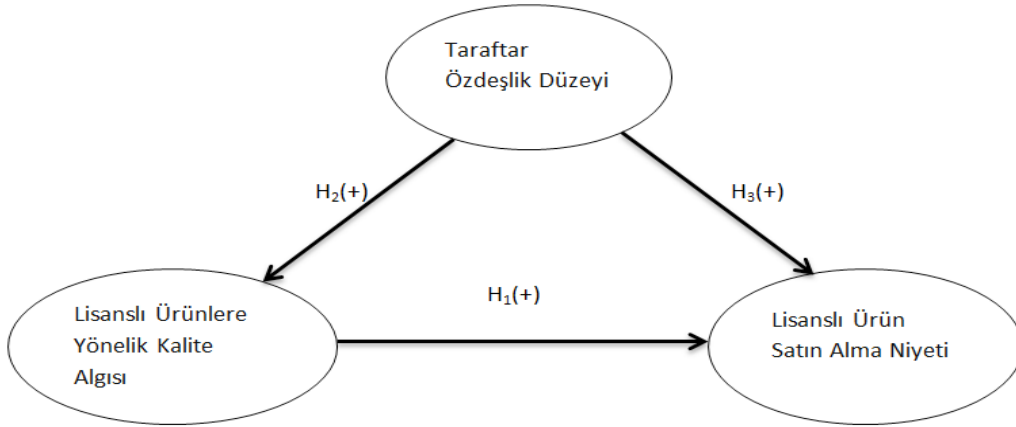 Taraftar
Özdeşlik Düzeyi
H₂(+)
H₃(+)
H₁(+)
Lisanslı Ürünlere
Yönelik Kalite
Algısı
Lisanslı Ürün
Satın Alma Niyeti